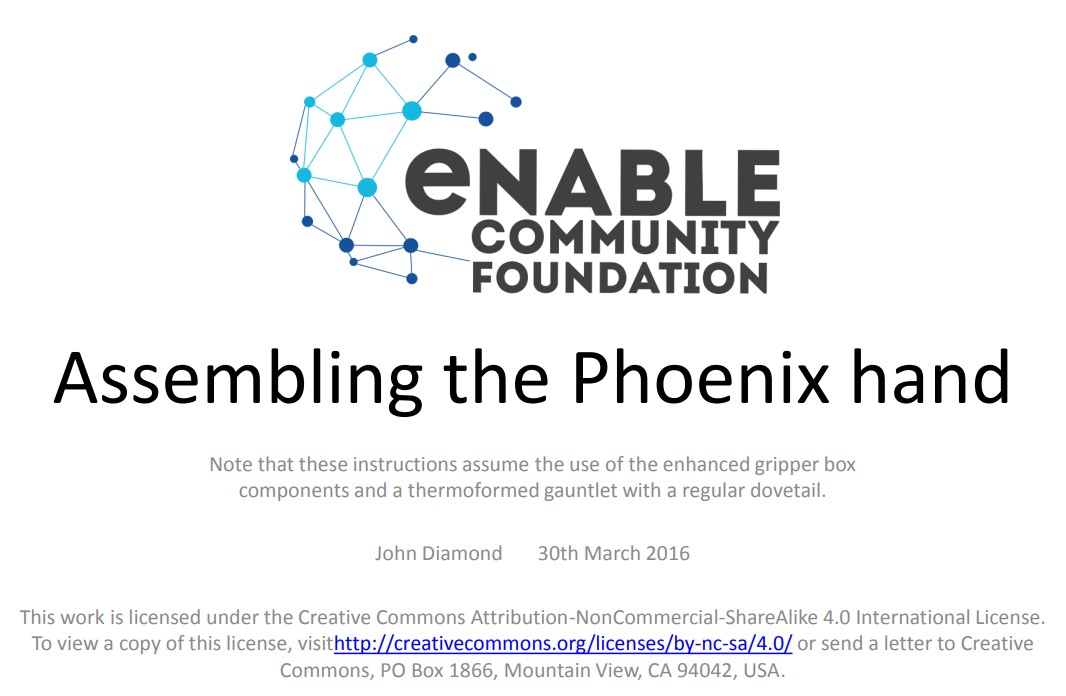 eNABLE
COMMUNITY
FOUNDATION
Assembling the Phoenix hand
Note that these instructions assume the use of the enhanced gripper box
components and a thermoformed gauntlet with a regular dovetail.
John Diamond 30th March 2016
This work is licensed under the Creative Commons Attribution-NonCommercial-ShareAlike 4.0 International License.
To view a copy of this license, visithttp://creativecommons.org/licenses/by-nc-sa/4.0/ or send a letter to Creative
Commons, PO Box 1866, Mountain View, CA 94042, USA.